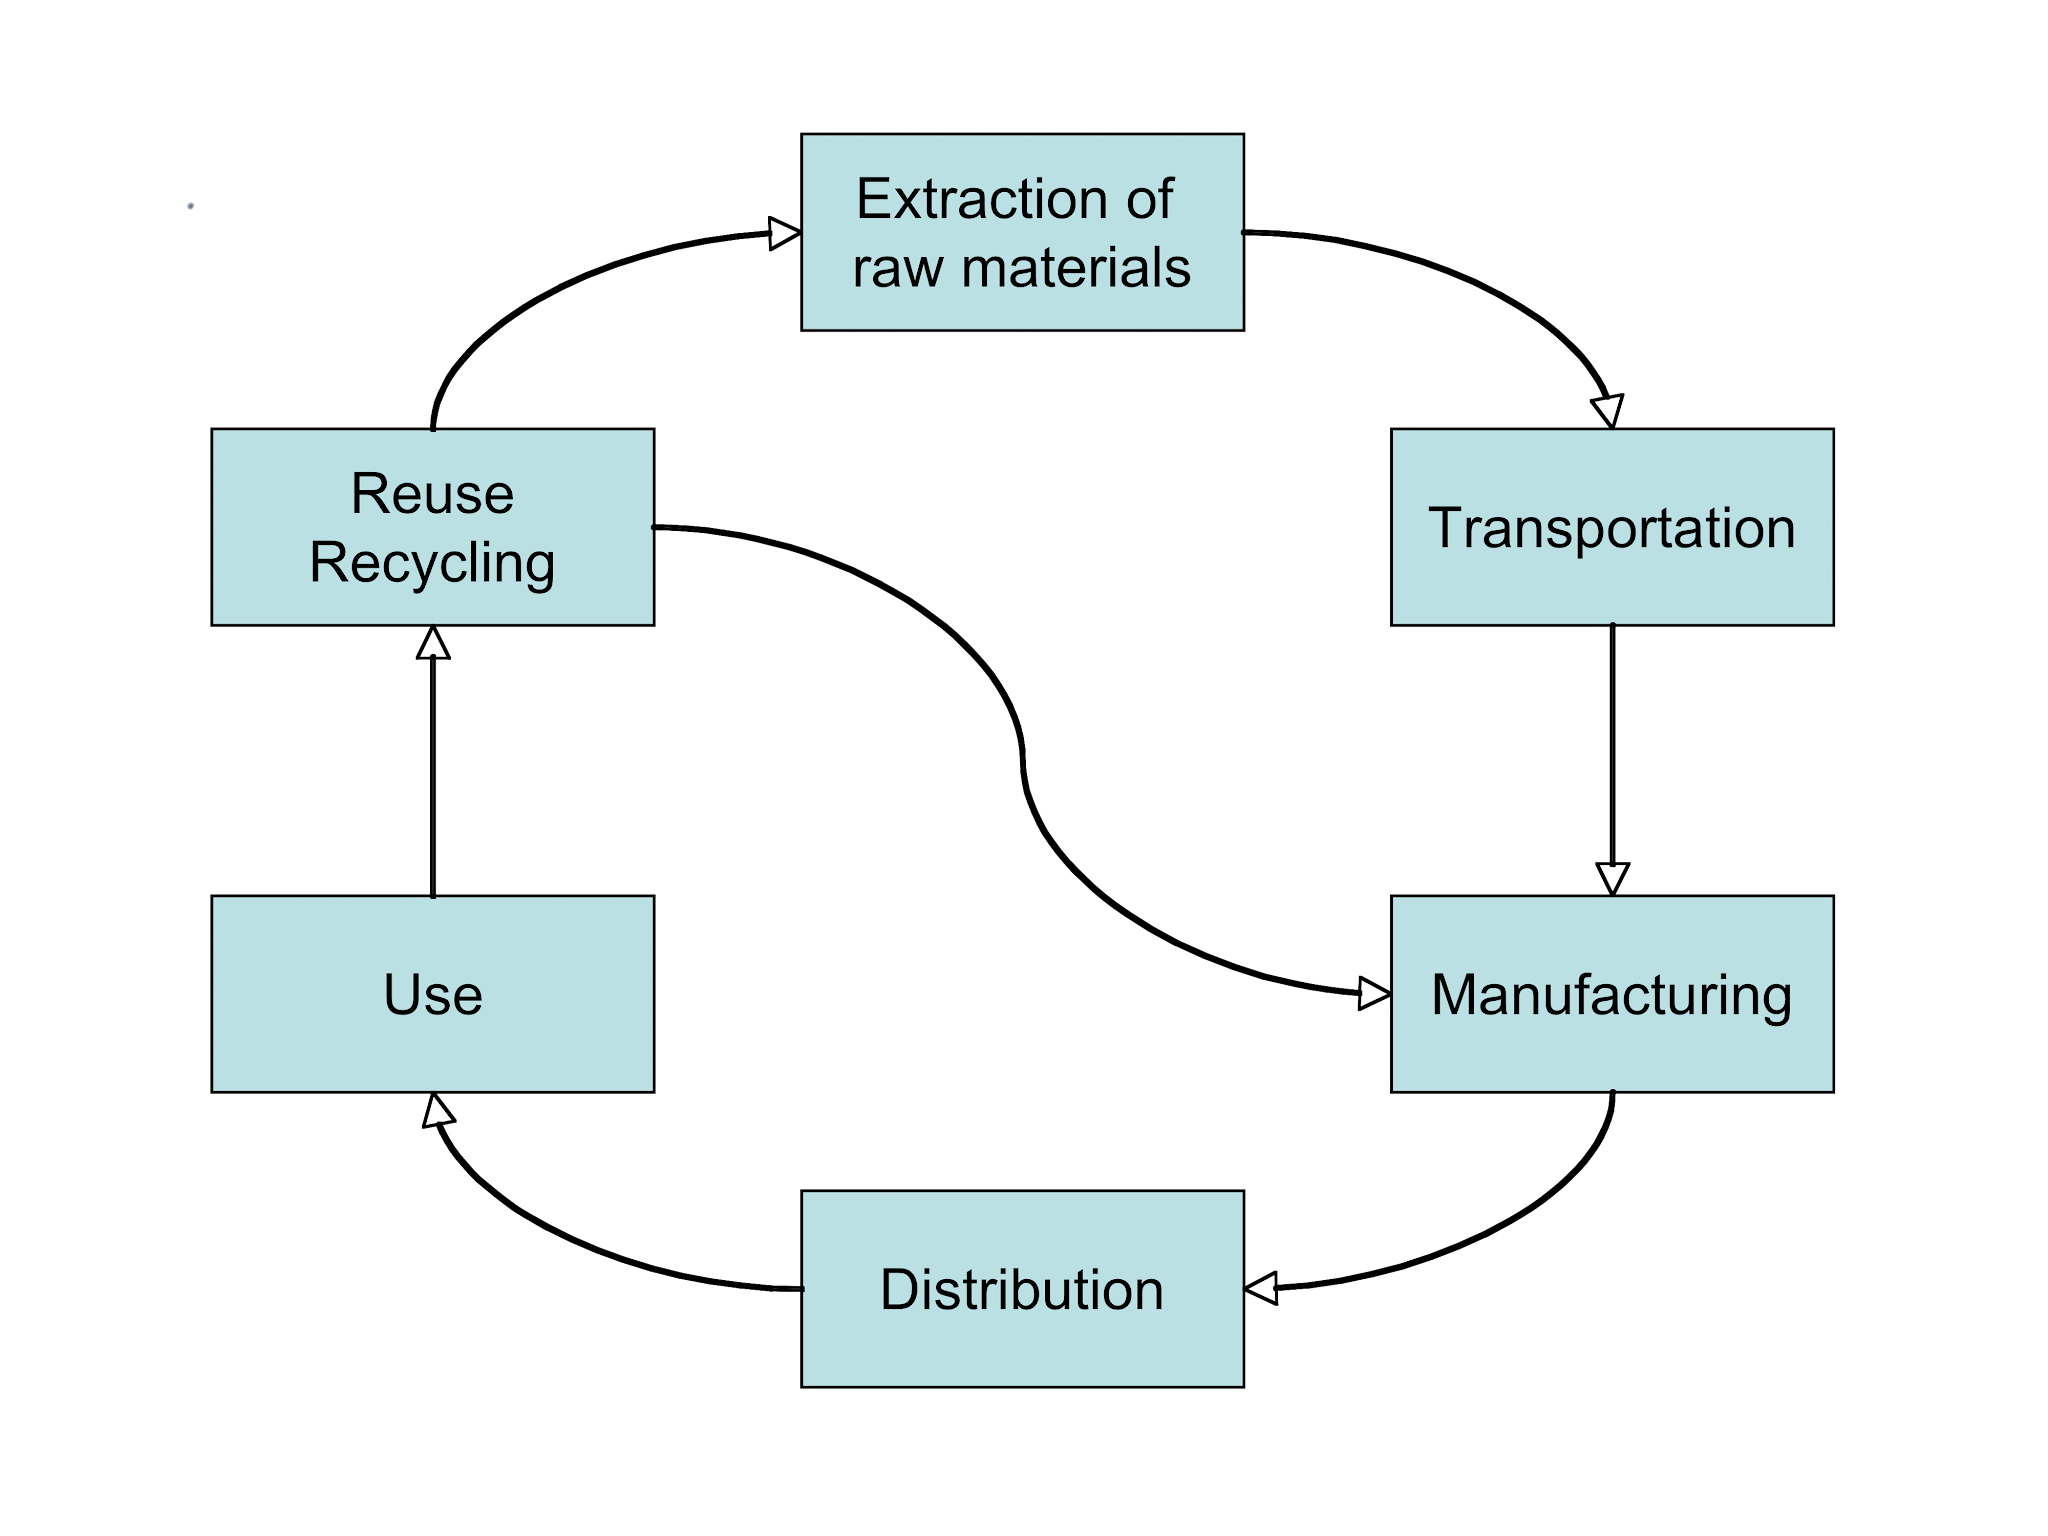 Extraction of
raw materials
Reuse
Recycling
Transportation
Use
Manufacturing
Distribution